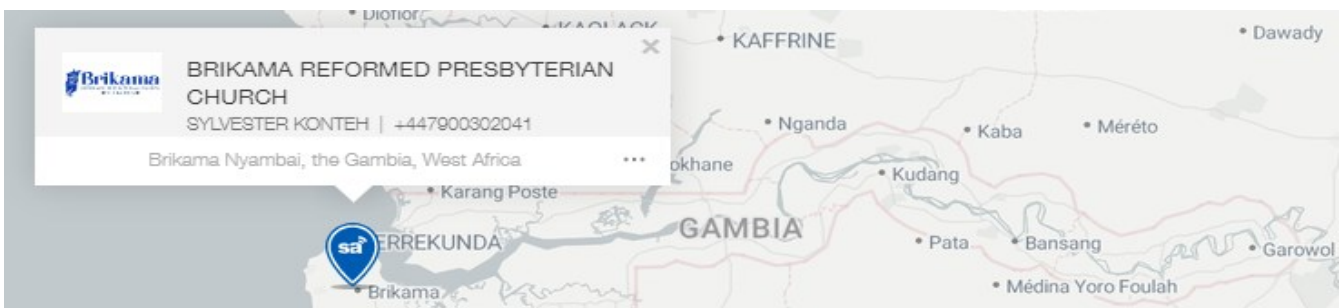 Diofior
KAOLACK
KAFFRINE
Dawady
×
Brikama
BRIKAMA REFORMED PRESBYTERIAN
CHURCH
SYLVESTER KONTEH | +447900302041
Brikama Nyambai, the Gambia, West Africa
...
Nganda
Kaba
Méréto
okhane
Kudang
Karang Poste
GAMBIA
sa
ERREKUNDA
Pata
Bansang
Garowol
Brikama
Médina Yoro Foulah